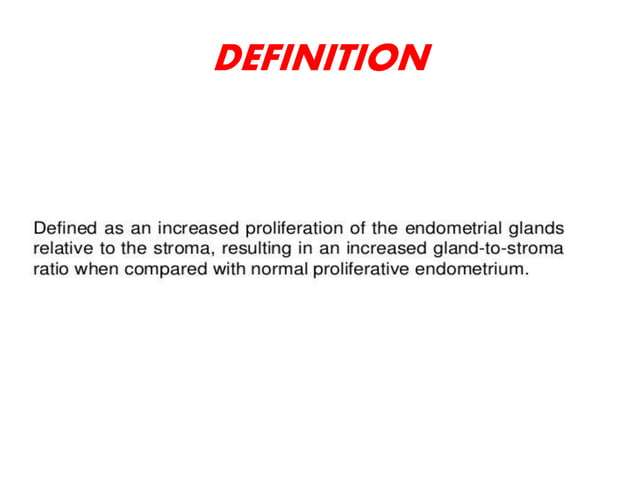 DEFINITION
Defined as an increased proliferation of the endometrial glands
relative to the stroma, resulting in an increased gland-to-stroma
ratio when compared with normal proliferative endometrium.